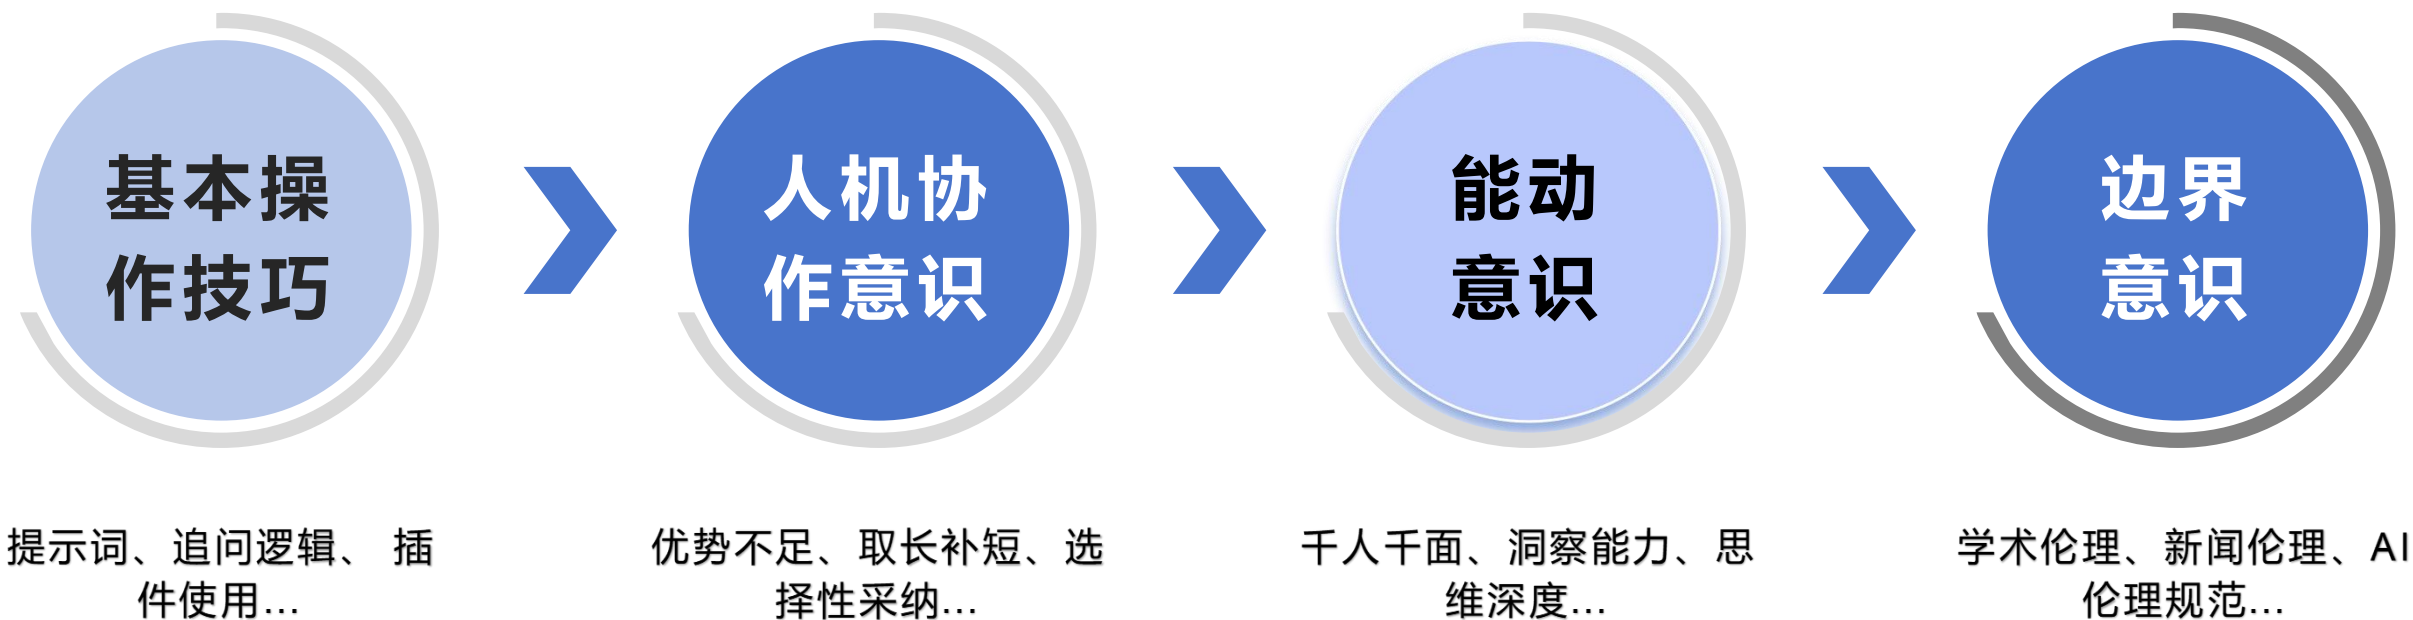 基本操
作技巧
人机协
作意识
能动
意识
边界
意识
提示词、追问逻辑、 插
件使用...
优势不足、取长补短、选
择性采纳...
千人千面、洞察能力、思
维深度...
学术伦理、新闻伦理、AI
伦理规范...